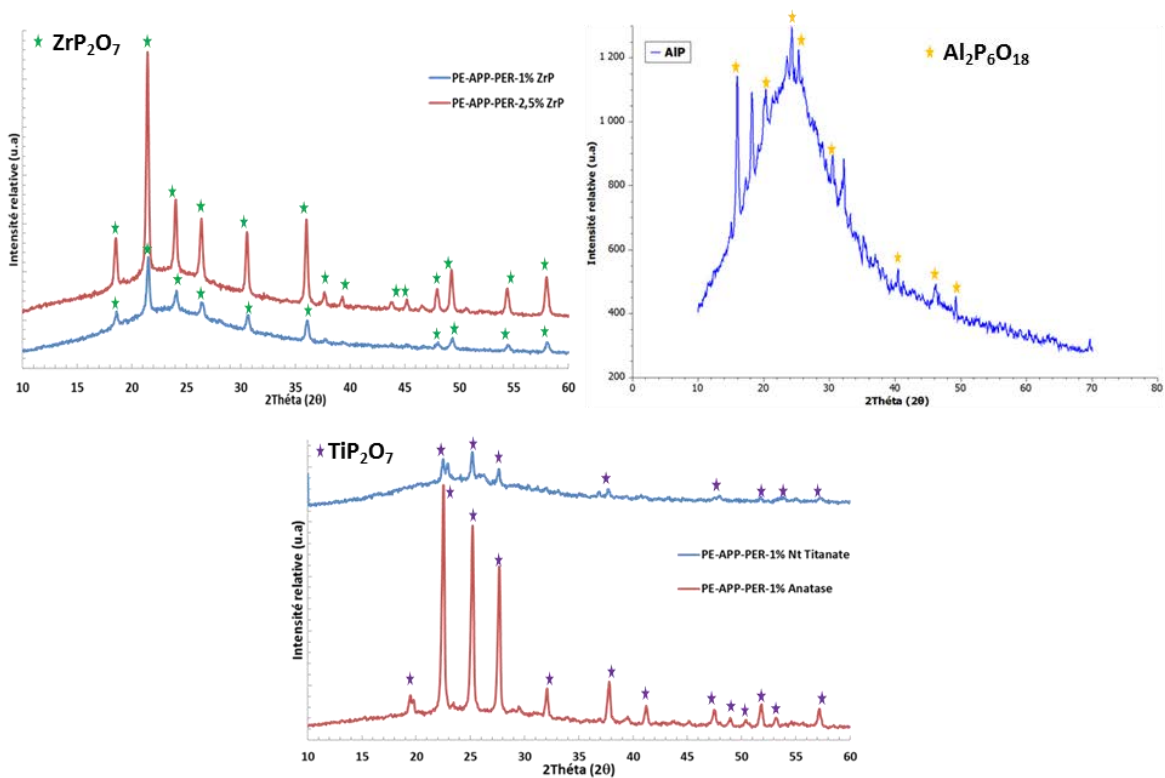 ★ ZrP₂O₇
PE-APP-PER-1% ZrP
PE-APP-PER-2,5% ZrP
Intensité relative (u.a)
10 15 20 25 30 35 40 45 50 55 60
2Théta (2θ)
AlP
★ Al₂P₆O₁₈
Intensité relative (u.a)
1 200
1 000
800
600
400
200
0 10 20 30 40 50 60 70 80
2Théta (2θ)
★ TiP₂O₇
PE-APP-PER-1% Nt Titanate
PE-APP-PER-1% Anatase
Intensité relative (u.a)
10 15 20 25 30 35 40 45 50 55 60
2Théta (2θ)